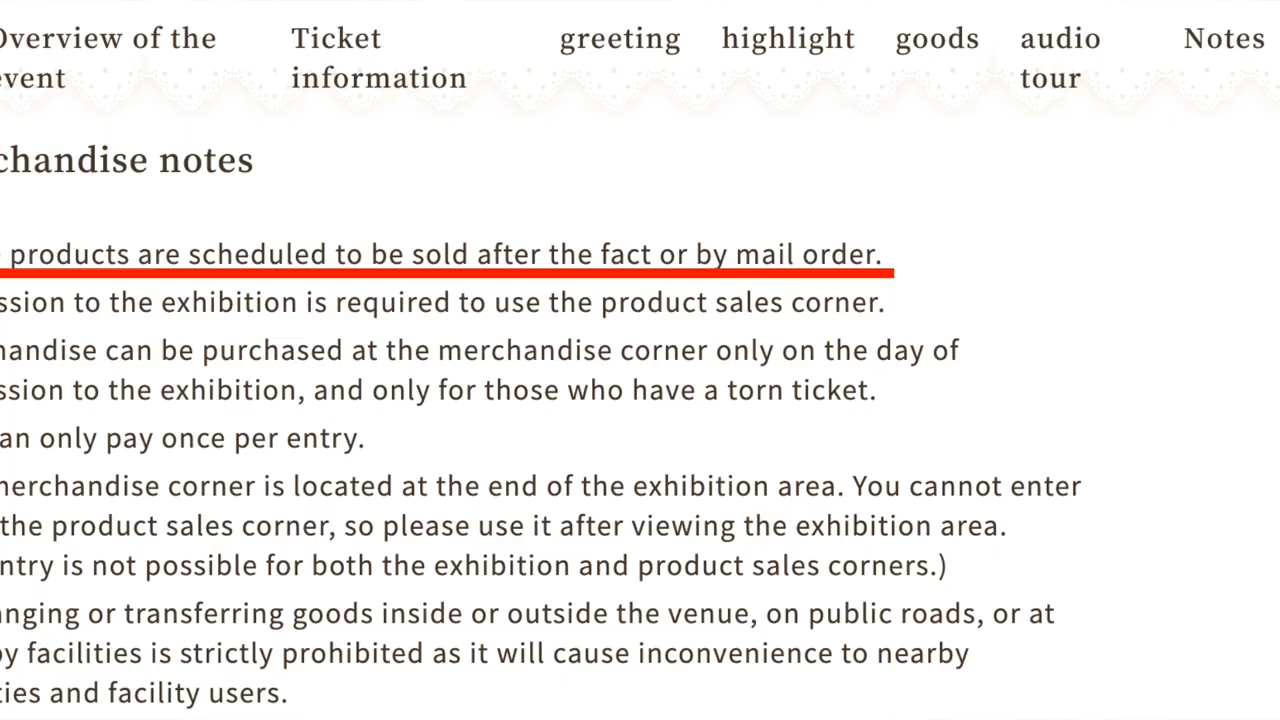 Overview of the Ticket greeting highlight goods audio Notes
event information tour
chandise notes
products are scheduled to be sold after the fact or by mail order.
ssion to the exhibition is required to use the product sales corner.
handise can be purchased at the merchandise corner only on the day of
ssion to the exhibition, and only for those who have a torn ticket.
an only pay once per entry.
merchandise corner is located at the end of the exhibition area. You cannot enter
the product sales corner, so please use it after viewing the exhibition area.
ntry is not possible for both the exhibition and product sales corners.)
anging or transferring goods inside or outside the venue, on public roads, or at
by facilities is strictly prohibited as it will cause inconvenience to nearby
ties and facility users.